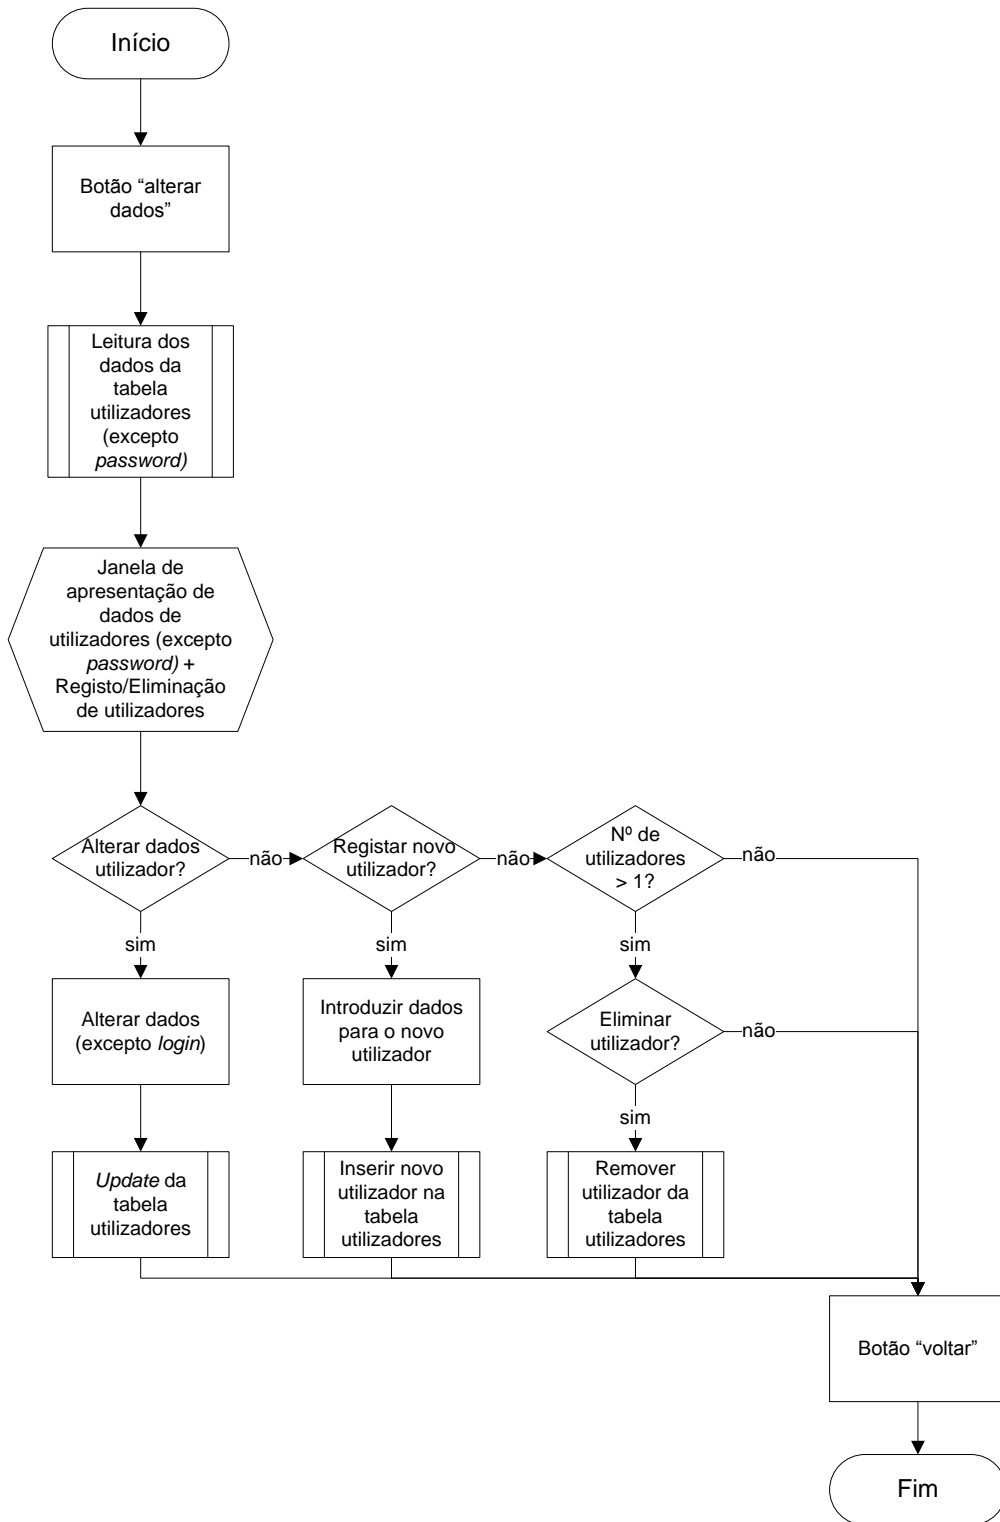 Início
Botão “alterar
dados”
Leitura dos
dados da
tabela
utilizadores
(excepto
password)
Janela de
apresentação de
dados de
utilizadores (excepto
password) +
Registo/Eliminação
de utilizadores
Alterar dados
utilizador?
não
Registar novo
utilizador?
não
Nº de
utilizadores
> 1?
não
sim
sim
sim
Alterar dados
(excepto login)
Introduzir dados
para o novo
utilizador
Eliminar
utilizador?
não
sim
Update da
tabela
utilizadores
Inserir novo
utilizador na
tabela
utilizadores
Remover
utilizador da
tabela
utilizadores
Botão “voltar”
Fim